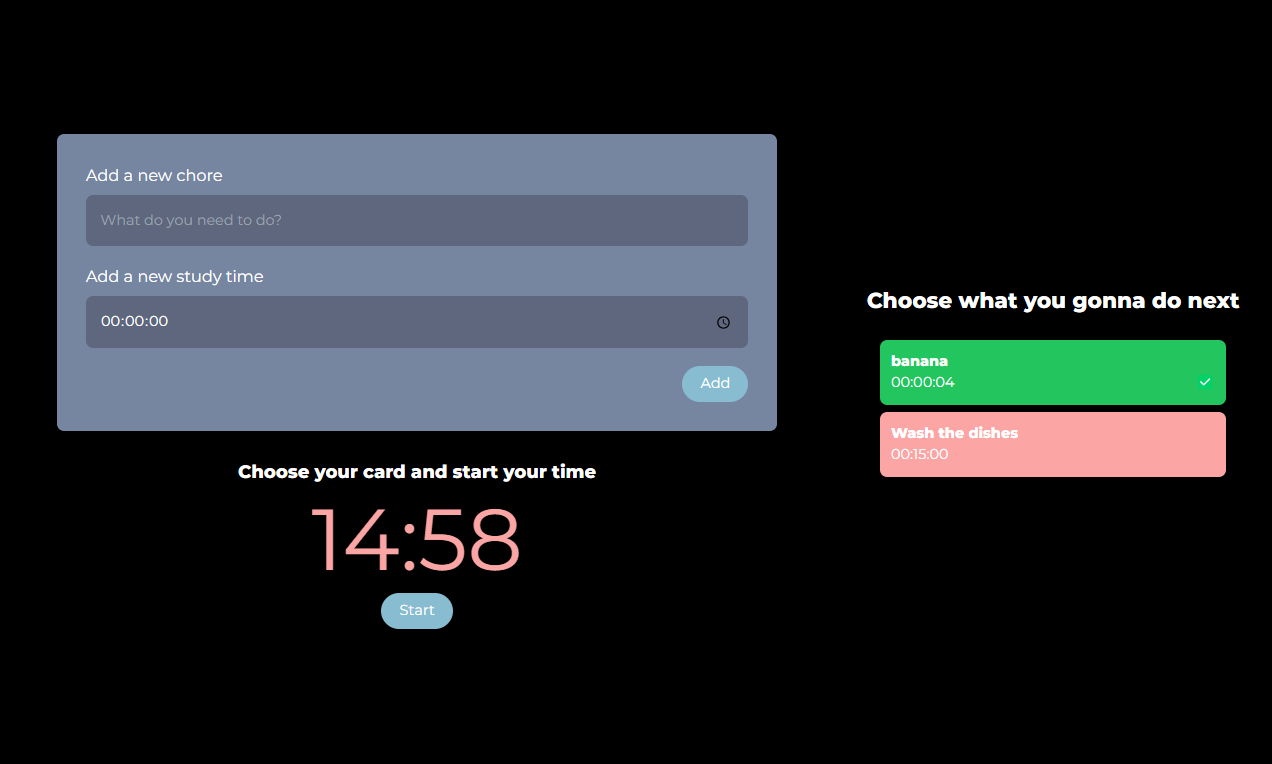 Add a new chore
What do you need to do?
Add a new study time
00:00:00
Add
Choose your card and start your time
14:58
Start
Choose what you gonna do next
banana
00:00:04
Wash the dishes
00:15:00